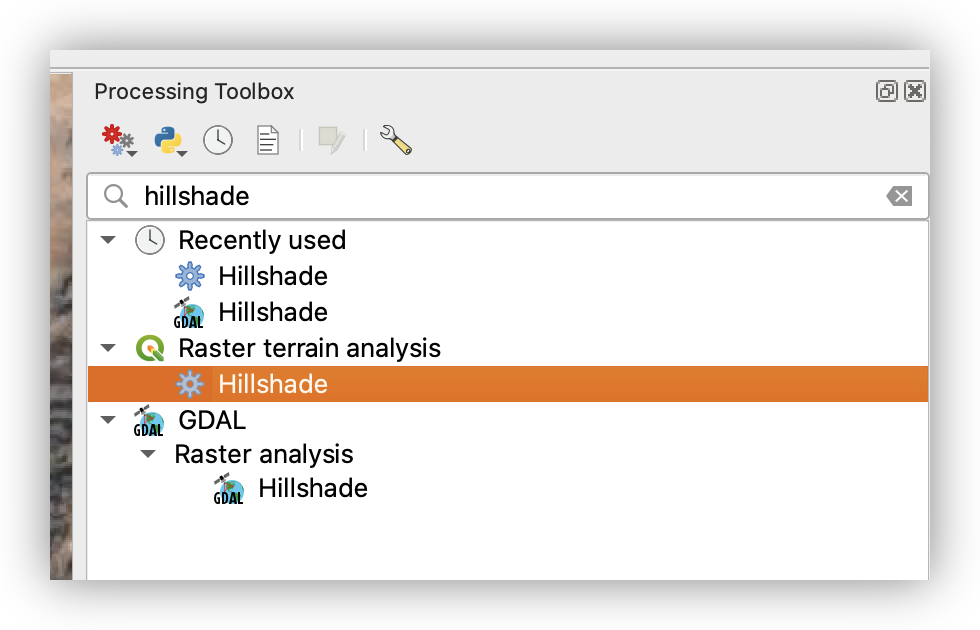 Processing Toolbox
hillshade
Recently used
Hillshade
GDAL Hillshade
Raster terrain analysis
Hillshade
GDAL GDAL
Raster analysis
GDAL Hillshade